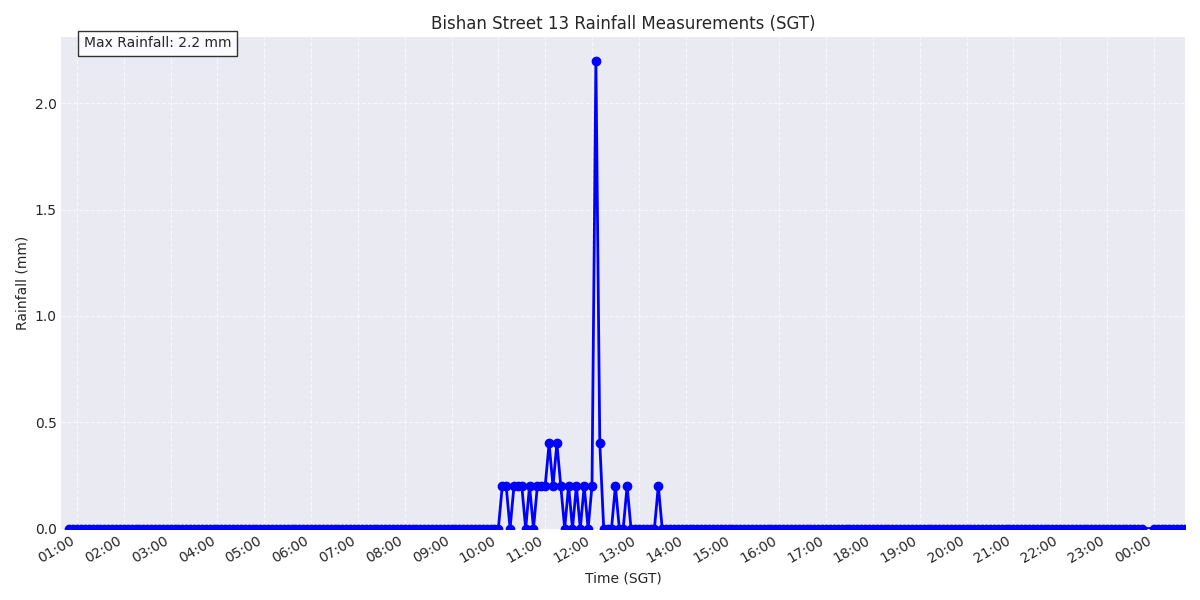 Bishan Street 13 Rainfall Measurements (SGT)
Max Rainfall: 2.2 mm
Rainfall (mm)
2.0
1.5
1.0
0.5
0.0
01:00 02:00 03:00 04:00 05:00 06:00 07:00 08:00 09:00 10:00 11:00 12:00 13:00 14:00 15:00 16:00 17:00 18:00 19:00 20:00 21:00 22:00 23:00 00:00
Time (SGT)